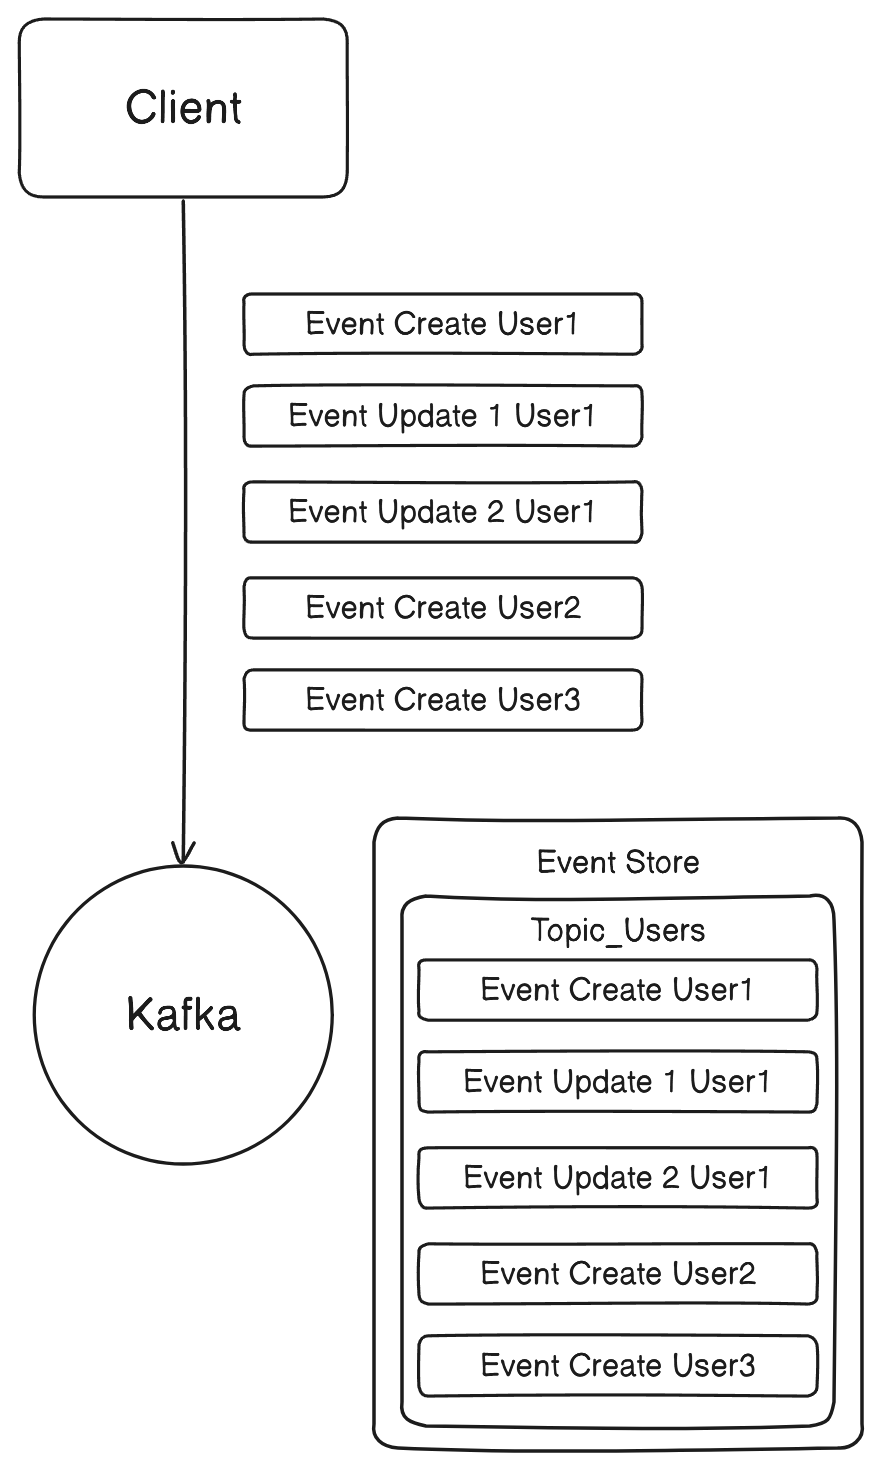 Client
Event Create User1
Event Update 1 User1
Event Update 2 User1
Event Create User2
Event Create User3
Kafka
Event Store
Topic_Users
Event Create User1
Event Update 1 User1
Event Update 2 User1
Event Create User2
Event Create User3